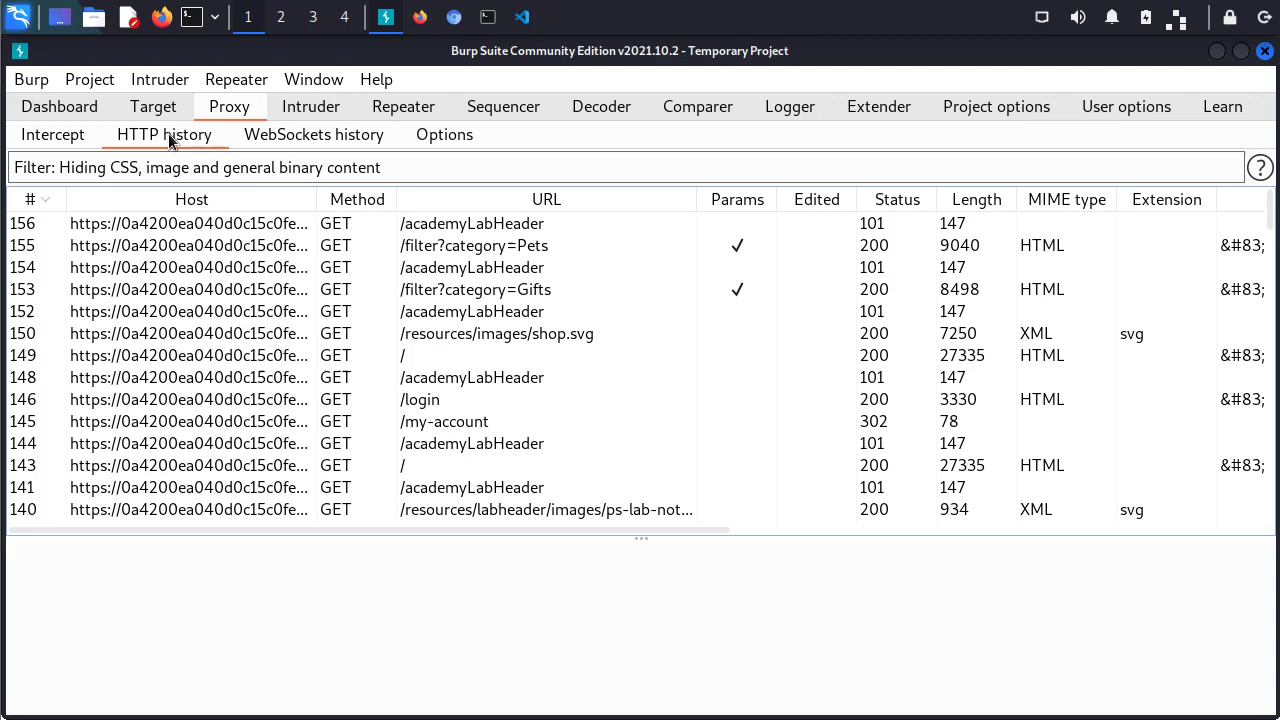 1 2 3 4
Burp Suite Community Edition v2021.10.2 - Temporary Project
Burp Project Intruder Repeater Window Help
Dashboard Target Proxy Intruder Repeater Sequencer Decoder Comparer Logger Extender Project options User options Learn
Intercept HTTP history WebSockets history Options
Filter: Hiding CSS, image and general binary content ?
# Host Method URL Params Edited Status Length MIME type Extension
156 https://0a4200ea040d0c15c0fe... GET /academyLabHeader 101 147
155 https://0a4200ea040d0c15c0fe... GET /filter?category=Pets ✓ 200 9040 HTML &#83;
154 https://0a4200ea040d0c15c0fe... GET /academyLabHeader 101 147
153 https://0a4200ea040d0c15c0fe... GET /filter?category=Gifts ✓ 200 8498 HTML &#83;
152 https://0a4200ea040d0c15c0fe... GET /academyLabHeader 101 147
150 https://0a4200ea040d0c15c0fe... GET /resources/images/shop.svg 200 7250 XML svg
149 https://0a4200ea040d0c15c0fe... GET / 200 27335 HTML &#83;
148 https://0a4200ea040d0c15c0fe... GET /academyLabHeader 101 147
146 https://0a4200ea040d0c15c0fe... GET /login 200 3330 HTML &#83;
145 https://0a4200ea040d0c15c0fe... GET /my-account 302 78
144 https://0a4200ea040d0c15c0fe... GET /academyLabHeader 101 147
143 https://0a4200ea040d0c15c0fe... GET / 200 27335 HTML &#83;
141 https://0a4200ea040d0c15c0fe... GET /academyLabHeader 101 147
140 https://0a4200ea040d0c15c0fe... GET /resources/labheader/images/ps-lab-not... 200 934 XML svg